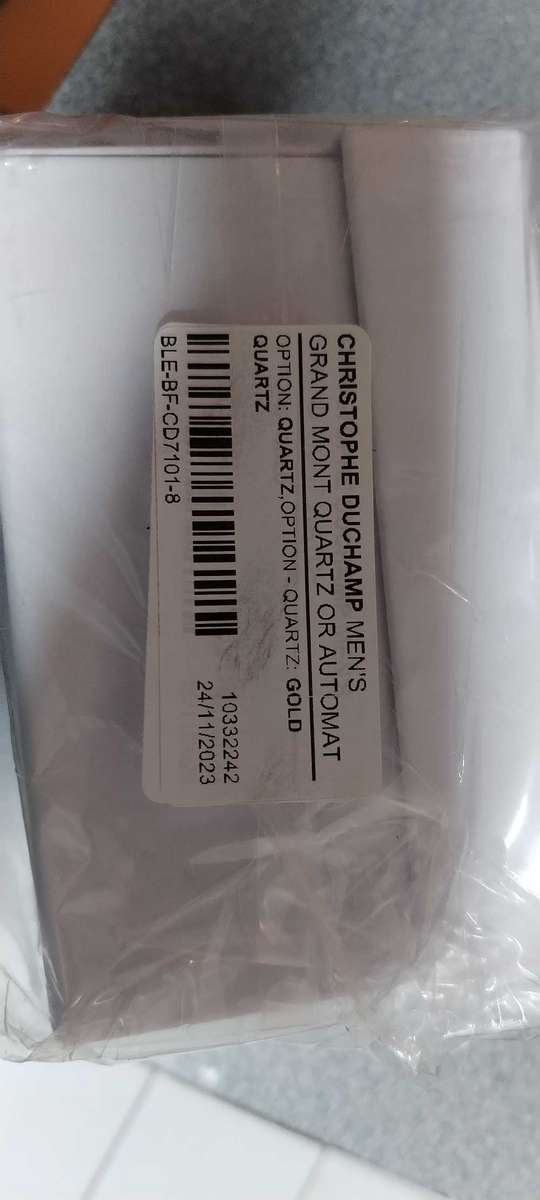 CHRISTOPHE DUCHAMP MEN'S
GRAND MONT QUARTZ OR AUTOMAT
OPTION: QUARTZ,OPTION - QUARTZ: GOLD
QUARTZ
10332242
24/11/2023
BLE-BF-CD7101-8